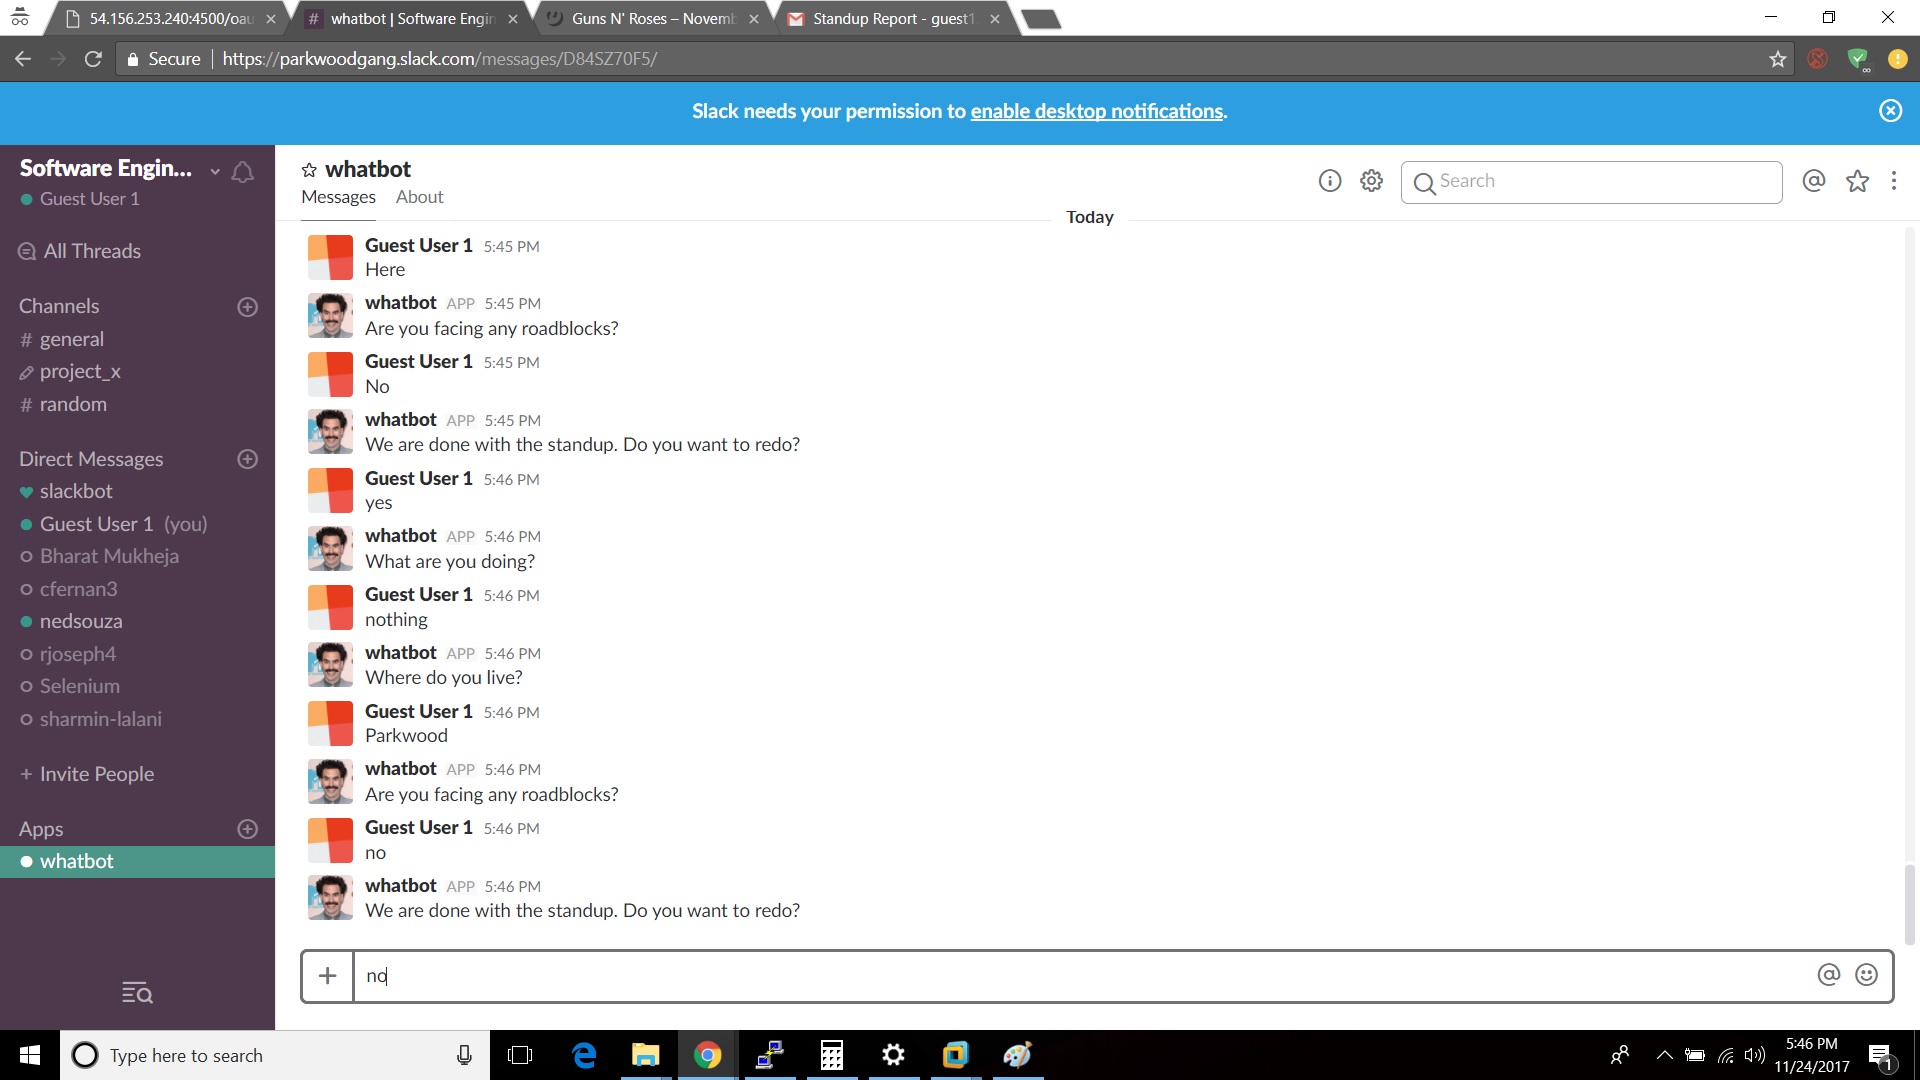 54.156.253.240:4500/oau
# whatbot | Software Engin
Guns N' Roses – Novemb
Standup Report - guest1
Secure
https://parkwoodgang.slack.com/messages/D84SZ70F5/
Slack needs your permission to enable desktop notifications.
Software Engin...
Guest User 1
All Threads
Channels
# general
project_x
# random
Direct Messages
slackbot
Guest User 1 (you)
Bharat Mukheja
cfernan3
nedsouza
rjoseph4
Selenium
sharmin-lalani
+ Invite People
Apps
whatbot
whatbot
Messages About
Search
Today
Guest User 1 5:45 PM
Here
whatbot APP 5:45 PM
Are you facing any roadblocks?
Guest User 1 5:45 PM
No
whatbot APP 5:45 PM
We are done with the standup. Do you want to redo?
Guest User 1 5:46 PM
yes
whatbot APP 5:46 PM
What are you doing?
Guest User 1 5:46 PM
nothing
whatbot APP 5:46 PM
Where do you live?
Guest User 1 5:46 PM
Parkwood
whatbot APP 5:46 PM
Are you facing any roadblocks?
Guest User 1 5:46 PM
no
whatbot APP 5:46 PM
We are done with the standup. Do you want to redo?
no
Type here to search
5:46 PM
11/24/2017
1